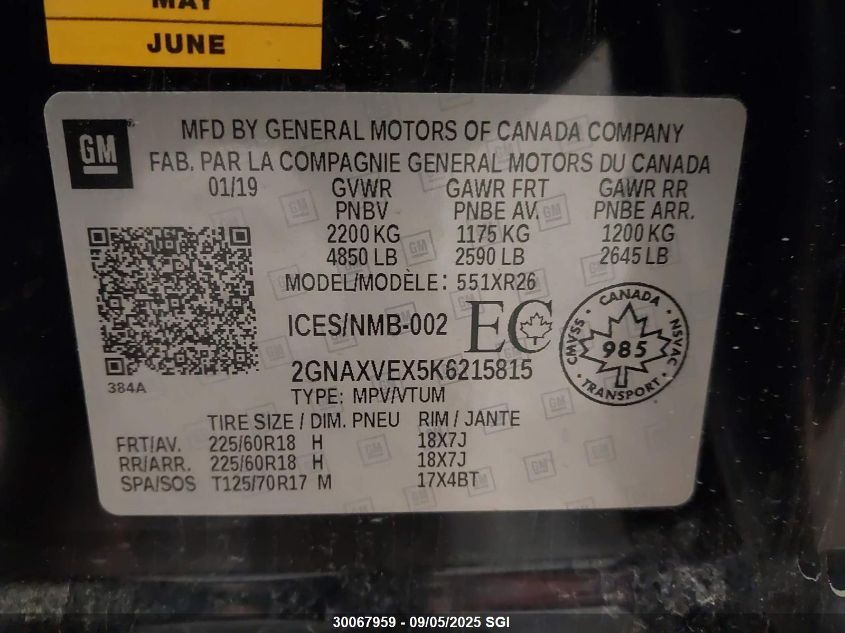 MAY
JUNE
GM
MFD BY GENERAL MOTORS OF CANADA COMPANY
FAB. PAR LA COMPAGNIE GENERAL MOTORS DU CANADA
01/19 GVWR GAWR FRT GAWR RR
PNBV PNBE AV. PNBE ARR.
2200 KG 1175 KG 1200 KG
4850 LB 2590 LB 2645 LB
MODEL/MODÈLE: 551XR26
ICES/NMB-002 EC
CANADA
CMVSS 985 NSVAC
TRANSPORT
384A
2GNAXVEX5K6215815
TYPE: MPV/VTUM
TIRE SIZE / DIM. PNEU RIM / JANTE
FRT/AV. 225/60R18 H 18X7J
RR/ARR. 225/60R18 H 18X7J
SPA/SOS T125/70R17 M 17X4BT
30067959 - 09/05/2025 SGI